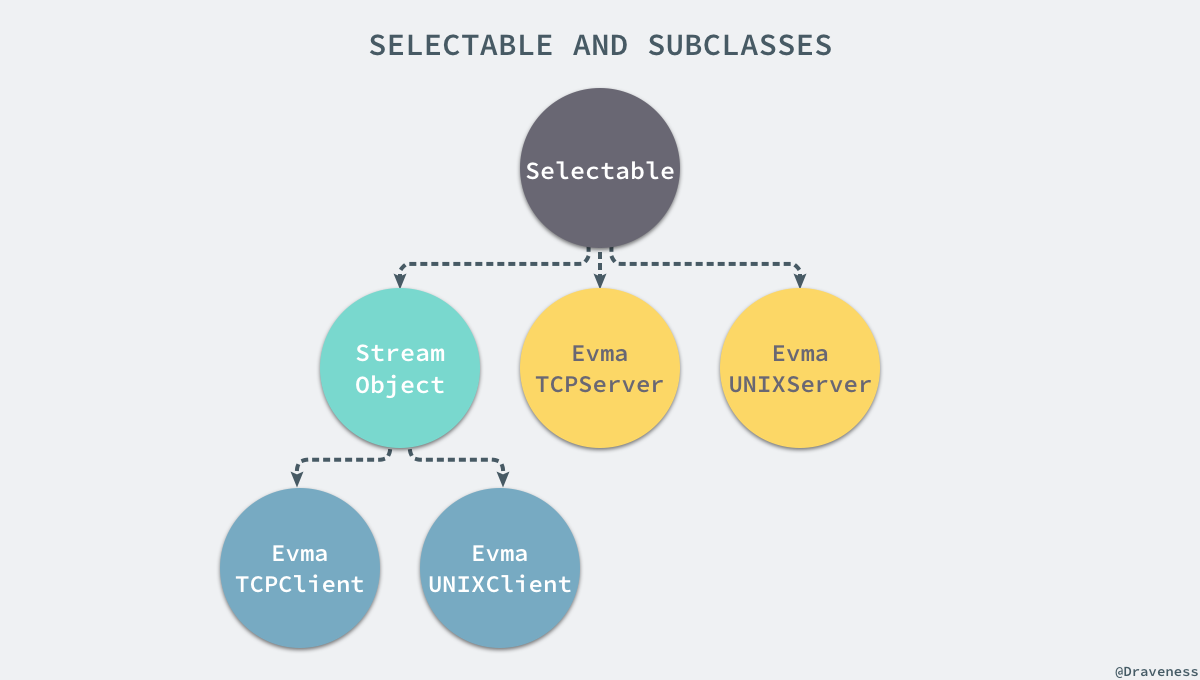 SELECTABLE AND SUBCLASSES
Selectable
Stream
Object
Evma
TCPServer
Evma
UNIXServer
Evma
TCPClient
Evma
UNIXClient
@Draveness